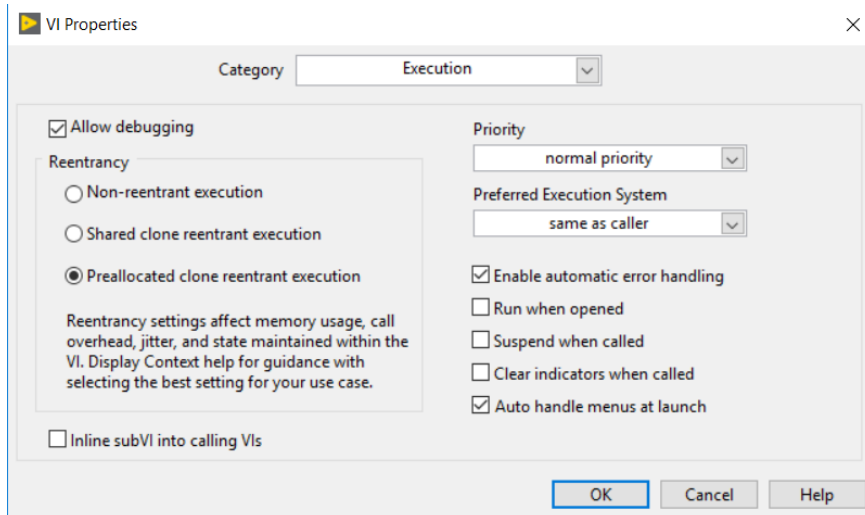 VI Properties
Category
Execution
Allow debugging
Reentrancy
Non-reentrant execution
Shared clone reentrant execution
Preallocated clone reentrant execution
Reentrancy settings affect memory usage, call
overhead, jitter, and state maintained within the
VI. Display Context help for guidance with
selecting the best setting for your use case.
Inline subVI into calling VIs
Priority
normal priority
Preferred Execution System
same as caller
Enable automatic error handling
Run when opened
Suspend when called
Clear indicators when called
Auto handle menus at launch
OK
Cancel
Help